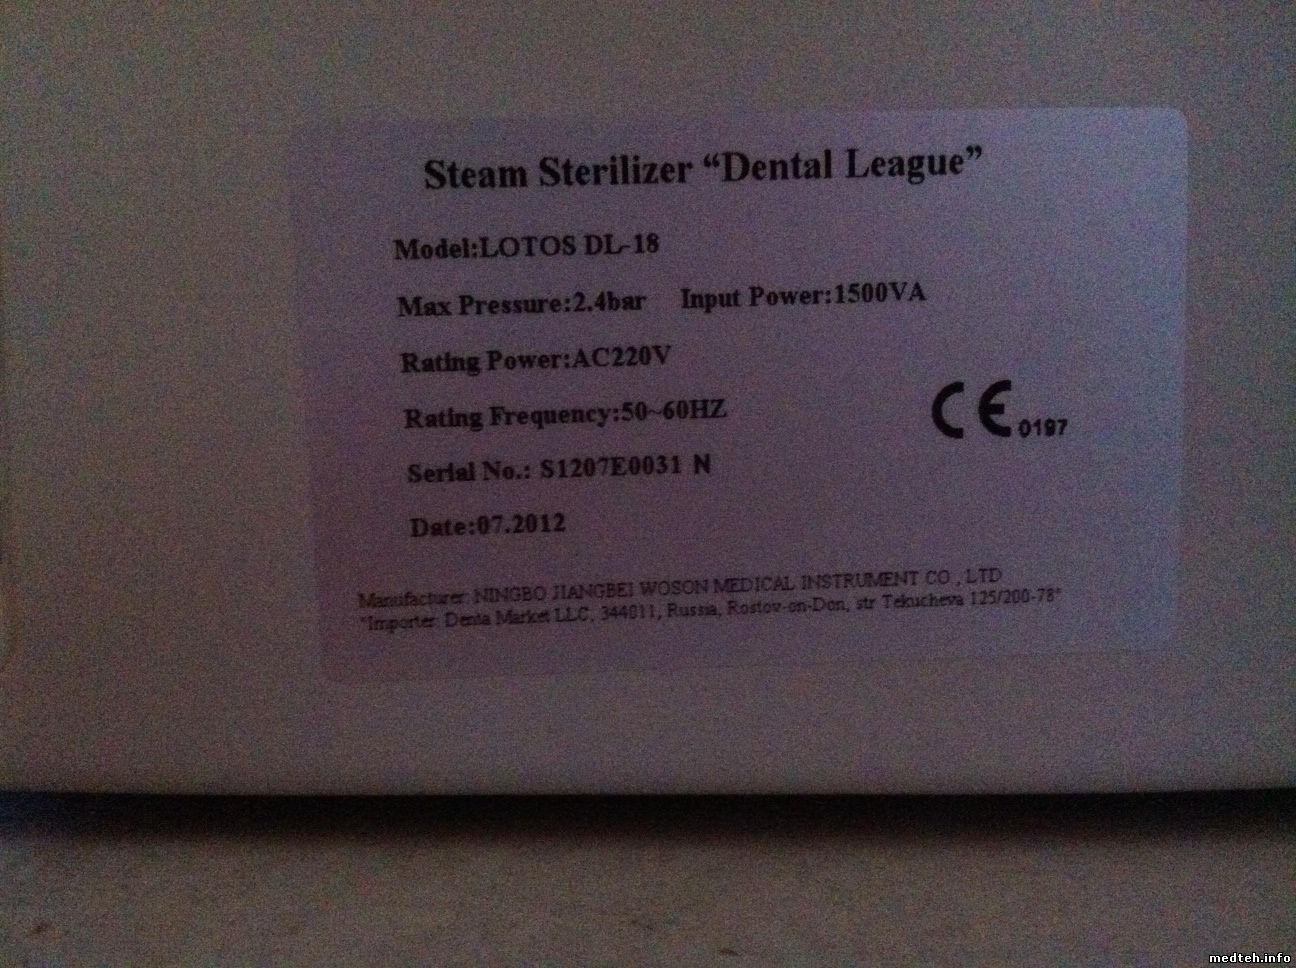 Steam Sterilizer “Dental League”
Model:LOTOS DL-18
Max Pressure:2.4bar Input Power:1500VA
Rating Power:AC220V
Rating Frequency:50~60HZ
CE 0197
Serial No.: S1207E0031 N
Date:07.2012
Manufacturer: NINGBO JIANGBEI WOSON MEDICAL INSTRUMENT CO., LTD
"Importer: Denta Market LLC, 344011, Russia, Rostov-on-Don, str Tekucheva 125/200-78"
medteh.info